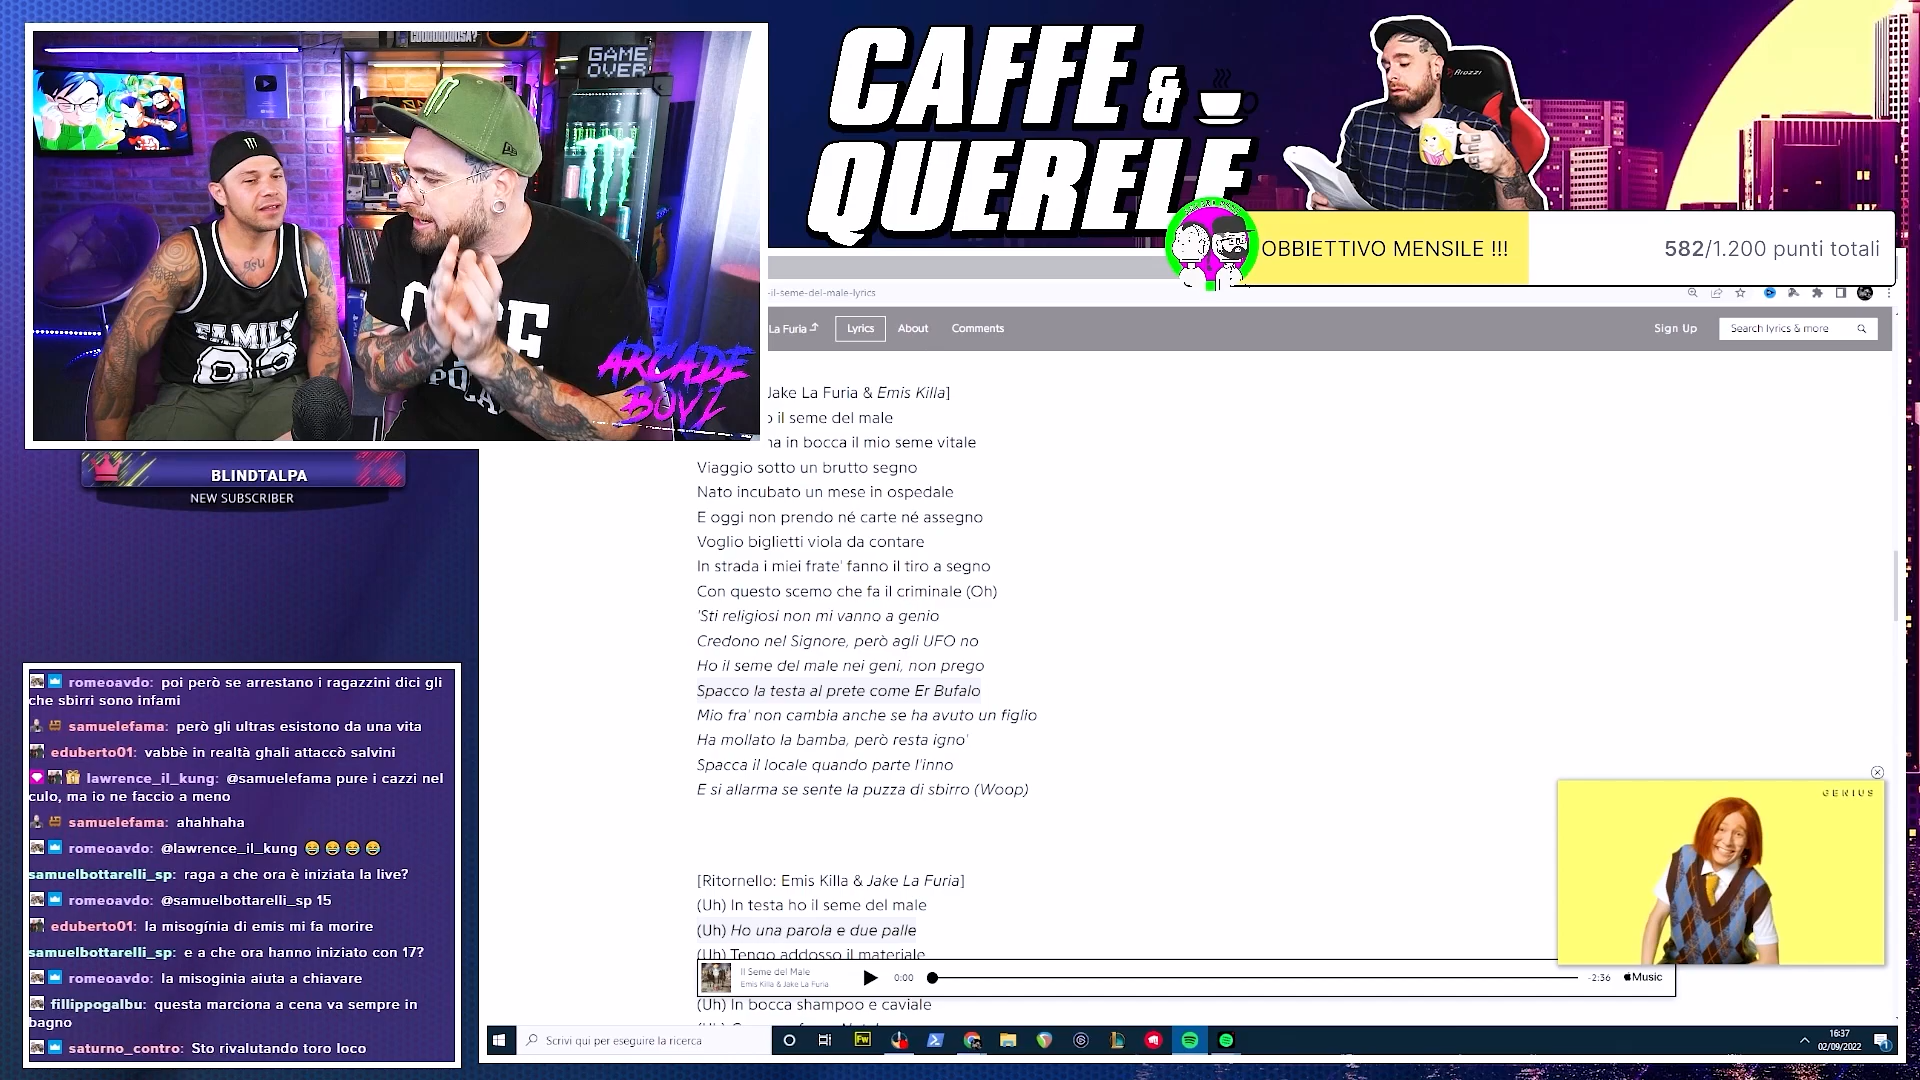 COOOOOOOOSA?
GAME
OVER
FAMILY
ARCADE
BOYZ
CAFFE &
QUERELE
Arozzi
OBBIETTIVO MENSILE !!!
582/1.200 punti totali
-il-seme-del-male-lyrics
La Furia
Lyrics
About
Comments
Sign Up
Search lyrics & more
Jake La Furia & Emis Killa]
il seme del male
in bocca il mio seme vitale
Viaggio sotto un brutto segno
Nato incubato un mese in ospedale
E oggi non prendo né carte né assegno
Voglio biglietti viola da contare
In strada i miei frate' fanno il tiro a segno
Con questo scemo che fa il criminale (Oh)
'Sti religiosi non mi vanno a genio
Credono nel Signore, però agli UFO no
Ho il seme del male nei geni, non prego
Spacco la testa al prete come Er Bufalo
Mio fra' non cambia anche se ha avuto un figlio
Ha mollato la bamba, però resta igno'
Spacca il locale quando parte l'inno
E si allarma se sente la puzza di sbirro (Woop)
[Ritornello: Emis Killa & Jake La Furia]
(Uh) In testa ho il seme del male
(Uh) Ho una parola e due palle
(Uh) Tengo addosso il materiale
Il Seme del Male
Emis Killa & Jake La Furia
0:00
-2:36
Music
(Uh) In bocca shampoo e caviale
GENIUS
BLINDTALPA
NEW SUBSCRIBER
romeoavdo: poi però se arrestano i ragazzini dici gli
che sbirri sono infami
samuelefama: però gli ultras esistono da una vita
eduberto01: vabbè in realtà ghali attaccò salvini
lawrence_il_kung: @samuelefama pure i cazzi nel
culo, ma io ne faccio a meno
samuelefama: ahahhaha
romeoavdo: @lawrence_il_kung 😂 😂 😂 😂
samuelbottarelli_sp: raga a che ora è iniziata la live?
romeoavdo: @samuelbottarelli_sp 15
eduberto01: la misogínia di emis mi fa morire
samuelbottarelli_sp: e a che ora hanno iniziato con 17?
romeoavdo: la misoginia aiuta a chiavare
fillippogalbu: questa marciona a cena va sempre in
bagno
saturno_contro: Sto rivalutando toro loco
Scrivi qui per eseguire la ricerca
Fw
16:37
02/09/2022